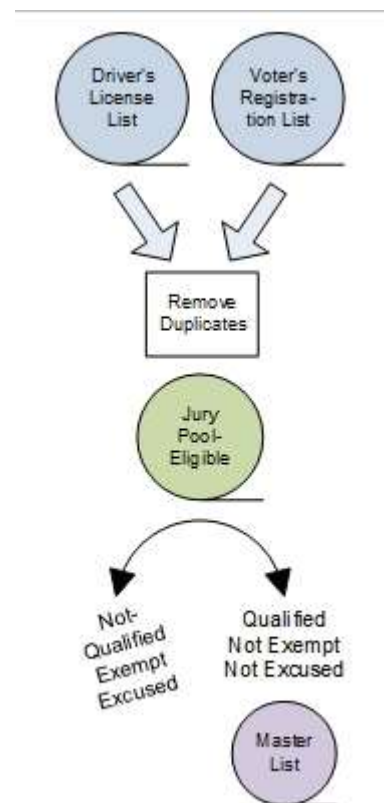 Driver's
License
List
Voter's
Registra-
tion List
Remove
Duplicates
Jury
Pool-
Eligible
Not-
Qualified
Exempt
Excused
Qualified
Not Exempt
Not Excused
Master
List